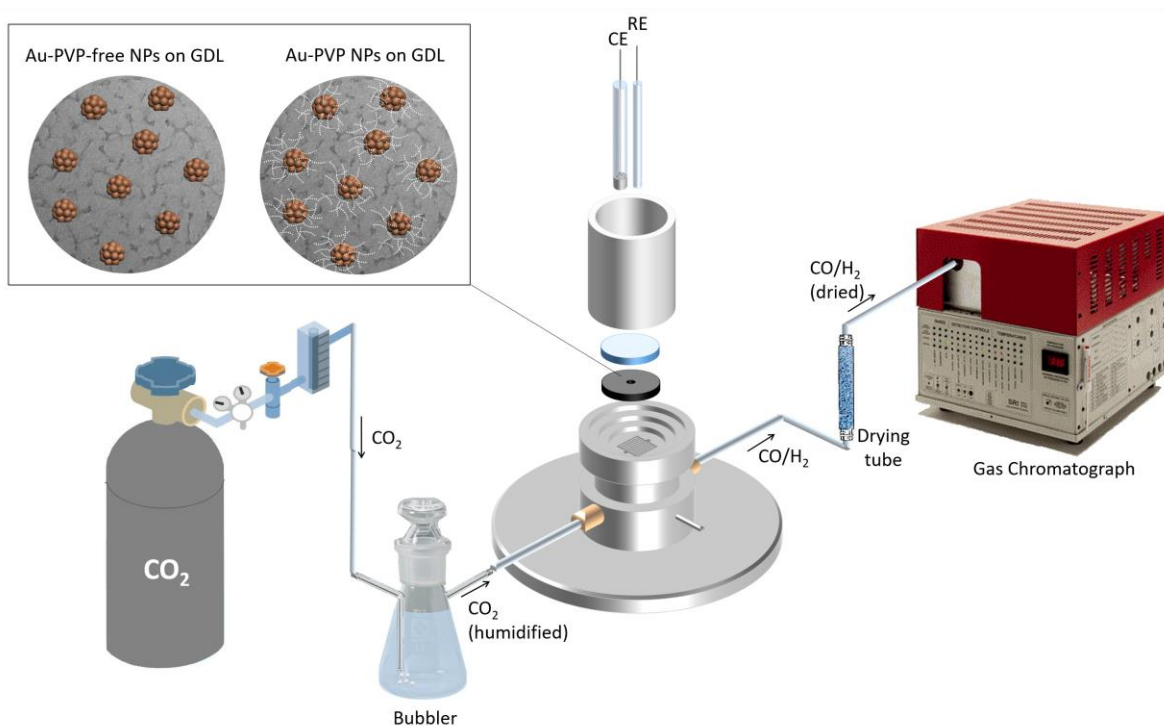 Au-PVP-free NPs on GDL
Au-PVP NPs on GDL
CE
RE
CO₂
CO₂
Bubbler
CO₂
(humidified)
CO/H₂
Drying
tube
CO/H₂
(dried)
SRI
Gas Chromatograph